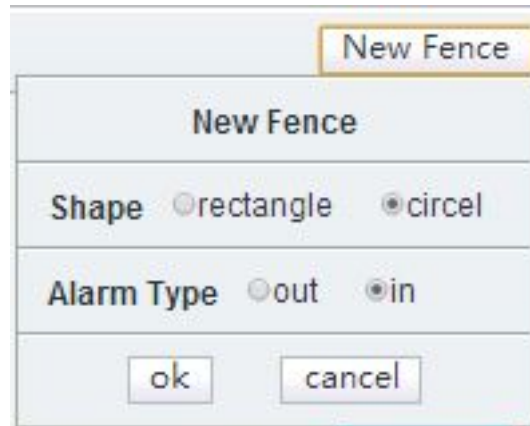 New Fence
New Fence
Shape rectangle circel
Alarm Type out in
ok cancel